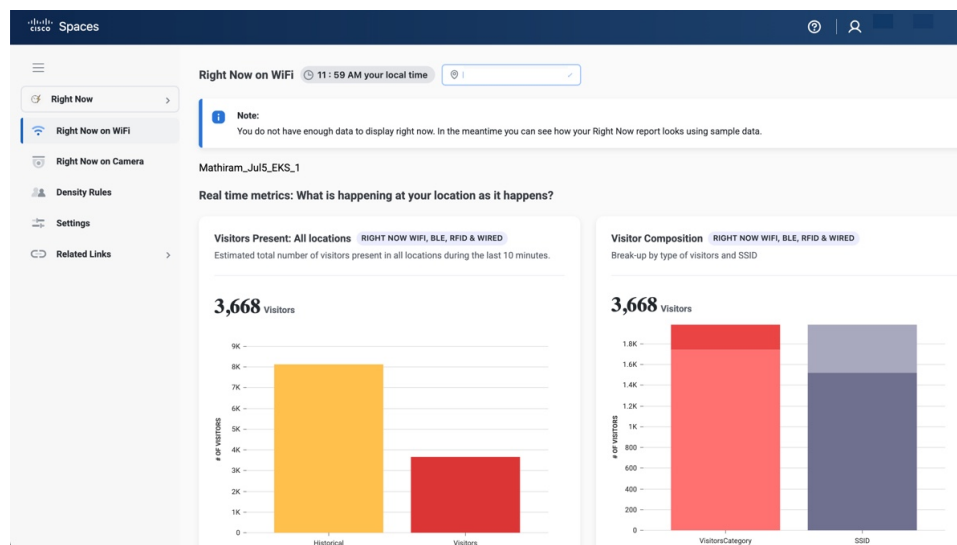 cisco Spaces
Right Now
Right Now on WiFi
Right Now on Camera
Density Rules
Settings
Related Links
Right Now on WiFi 11 : 59 AM your local time
Note:
You do not have enough data to display right now. In the meantime you can see how your Right Now report looks using sample data.
Mathiram_Jul5_EKS_1
Real time metrics: What is happening at your location as it happens?
Visitors Present: All locations RIGHT NOW WIFI, BLE, RFID & WIRED
Estimated total number of visitors present in all locations during the last 10 minutes.
3,668 Visitors
9K
8K
7K
6K
5K
4K
3K
2K
1K
0
# OF VISITORS
Historical
Visitors
Visitor Composition RIGHT NOW WIFI, BLE, RFID & WIRED
Break-up by type of visitors and SSID
3,668 Visitors
1.8K
1.6K
1.4K
1.2K
1K
800
600
400
200
0
# OF VISITORS
VisitorsCategory
SSID